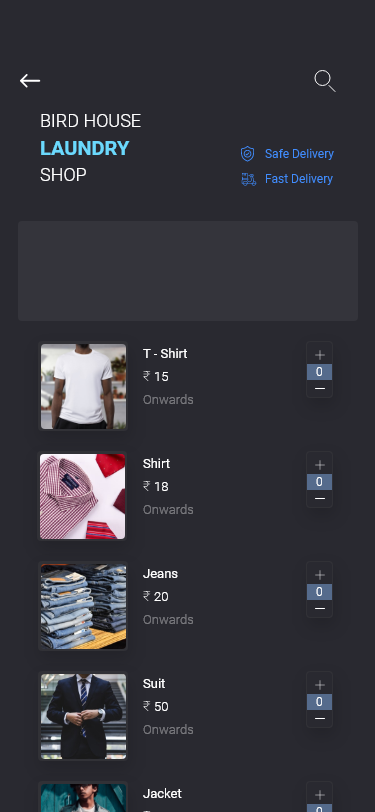 BIRD HOUSE
LAUNDRY
SHOP
Safe Delivery
Fast Delivery
T - Shirt
₹ 15
Onwards
0
Shirt
₹ 18
Onwards
0
Jeans
₹ 20
Onwards
0
Suit
₹ 50
Onwards
0
Jacket